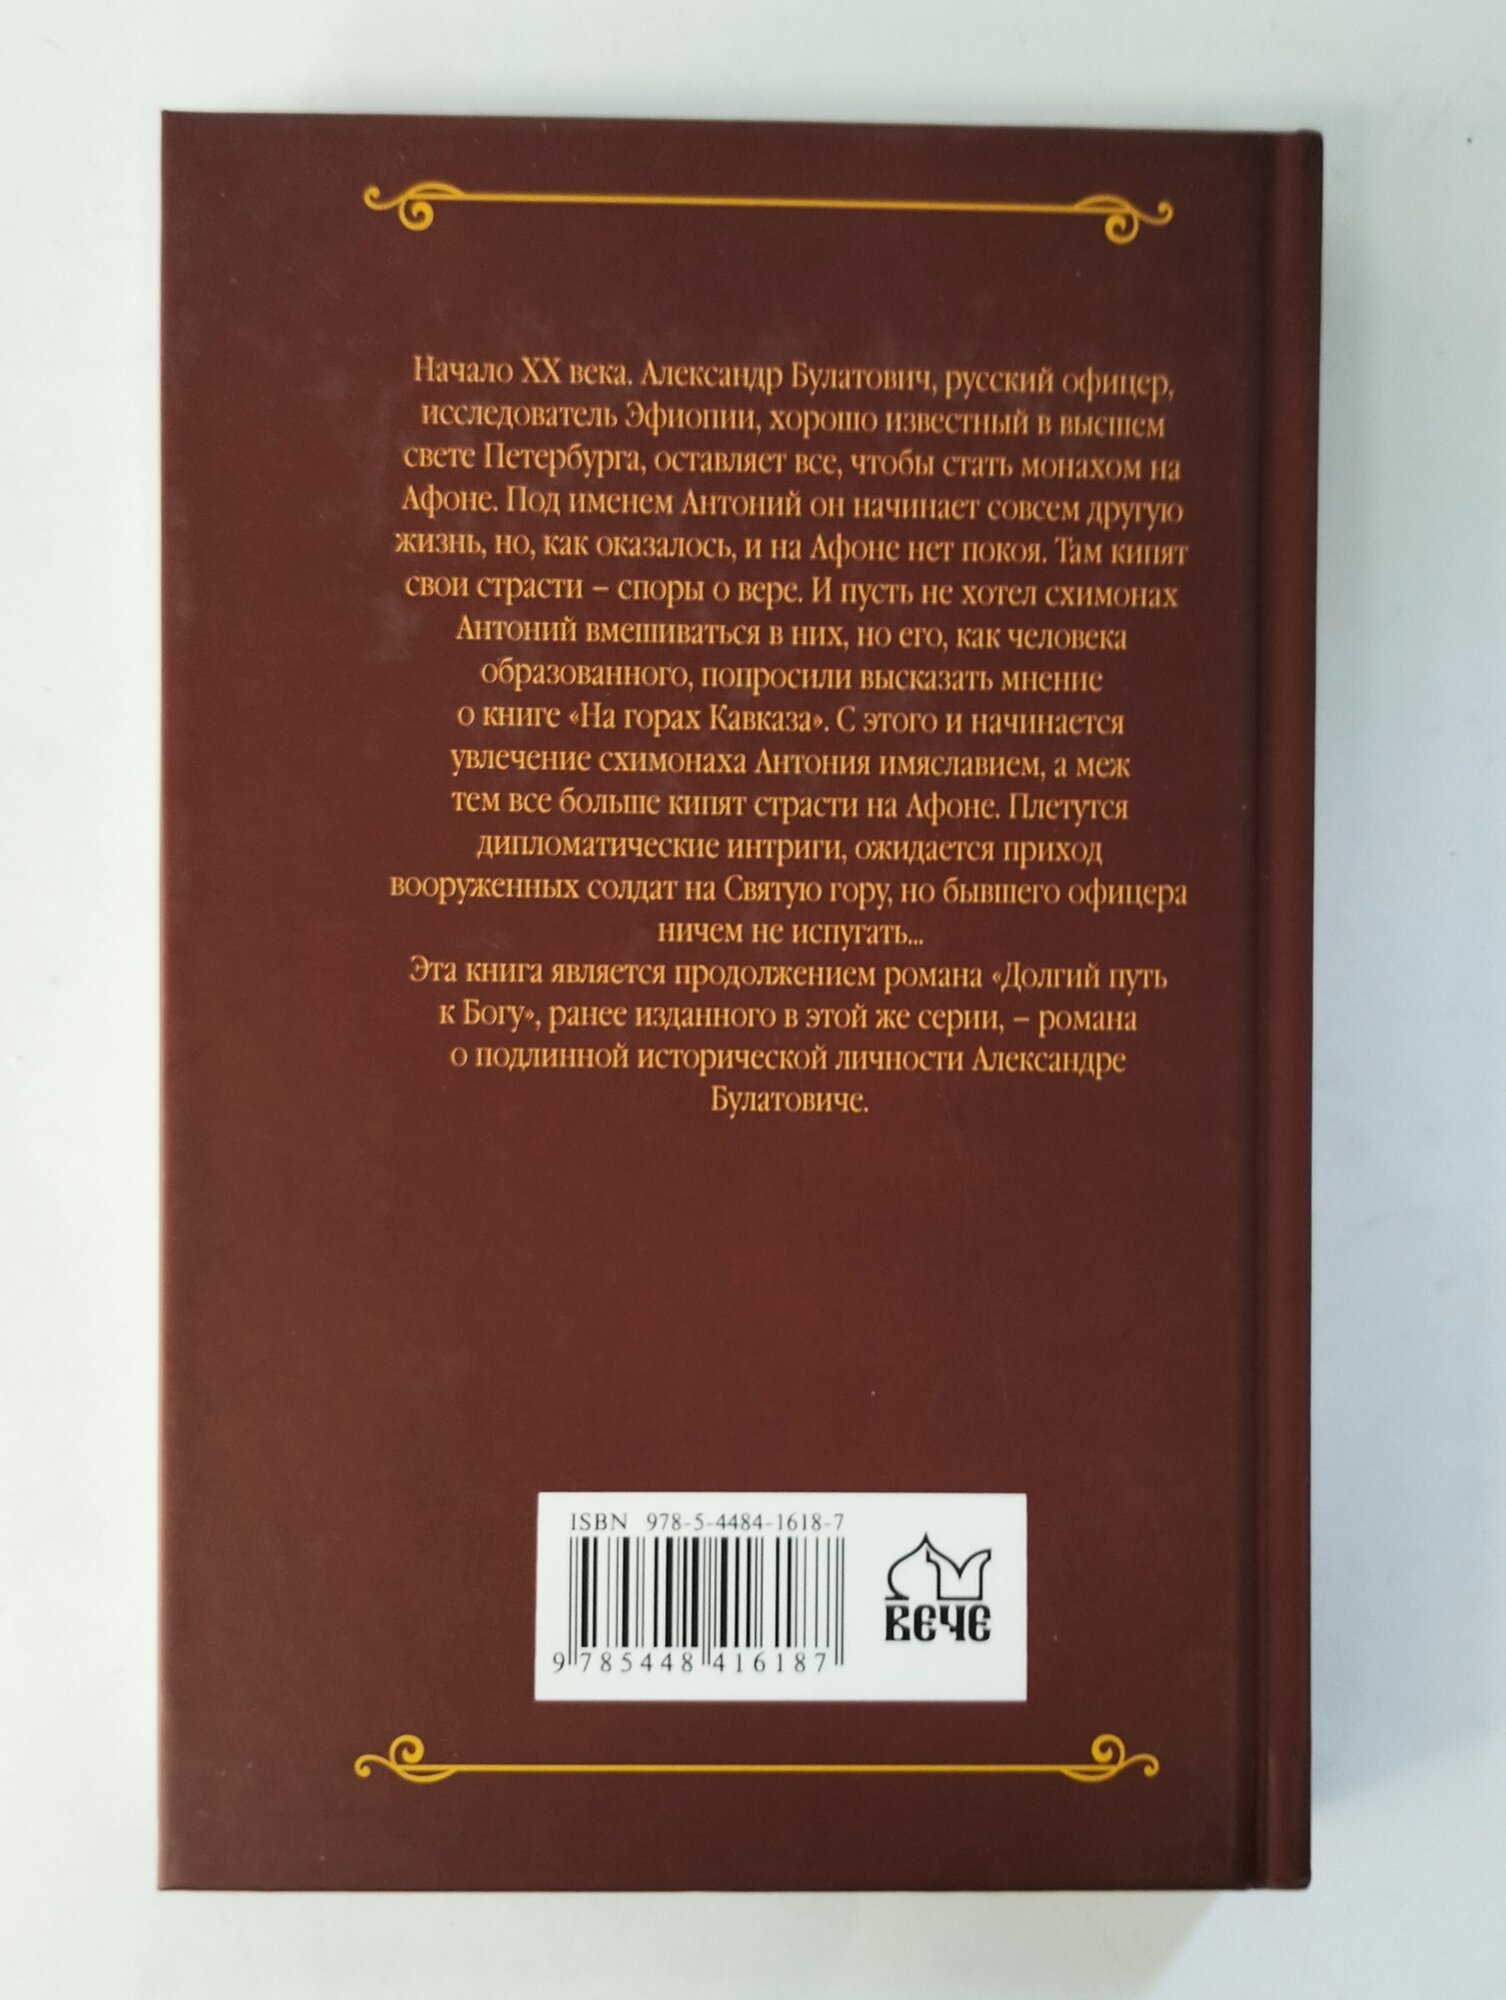 Начало XX века. Александр Булатович, русский офицер,
исследователь Эфиопии, хорошо известный в высшем
свете Петербурга, оставляет все, чтобы стать монахом на
Афоне. Под именем Антоний он начинает совсем другую
жизнь, но, как оказалось, и на Афоне нет покоя. Там кипят
свои страсти – споры о вере. И пусть не хотел схимонах
Антоний вмешиваться в них, но его, как человека
образованного, попросили высказать мнение
о книге «На горах Кавказа». С этого и начинается
увлечение схимонаха Антония имяславием, а меж
тем все больше кипят страсти на Афоне. Плетутся
дипломатические интриги, ожидается приход
вооруженных солдат на Святую гору, но бывшего офицера
ничем не испугать...
Эта книга является продолжением романа «Долгий путь
к Богу», ранее изданного в этой же серии, – романа
о подлинной исторической личности Александре
Булатовиче.
ISBN 978-5-4484-1618-7
9 785448 416187
ВЕЧЕ